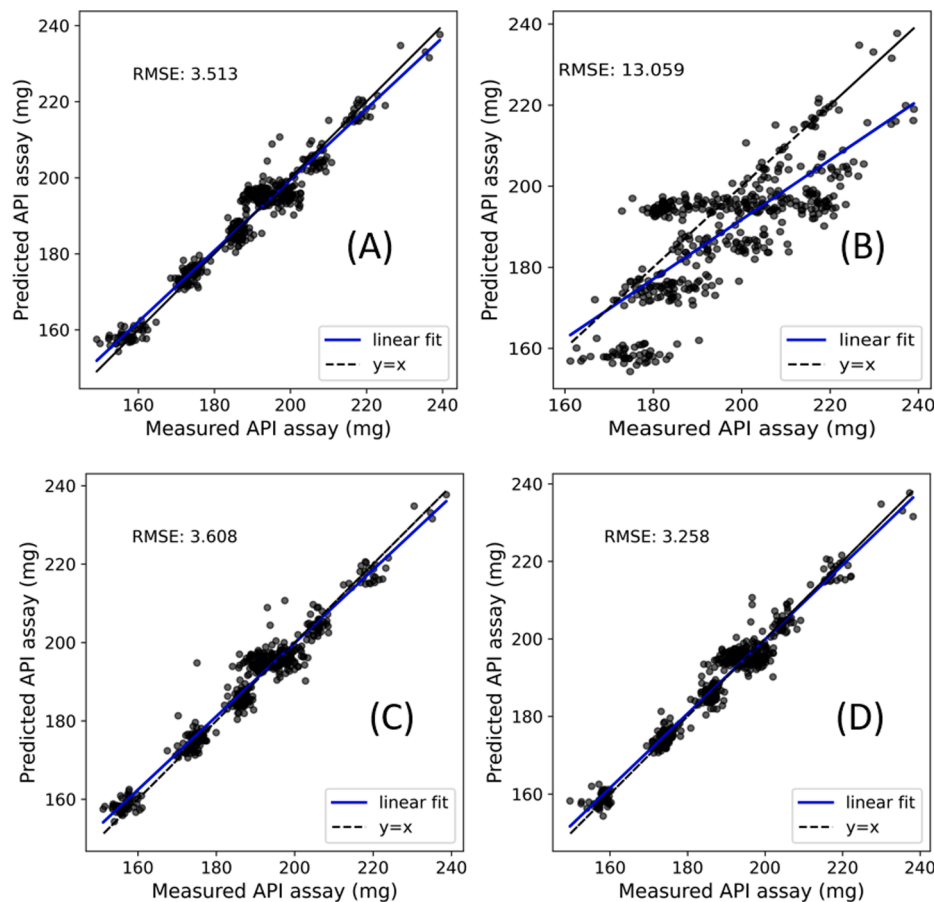 240
220
200
180
160
160 180 200 220 240
Predicted API assay (mg)
Measured API assay (mg)
RMSE: 3.513
(A)
linear fit
y=x
240
220
200
180
160
160 180 200 220 240
Predicted API assay (mg)
Measured API assay (mg)
RMSE: 13.059
(B)
linear fit
y=x
240
220
200
180
160
160 180 200 220 240
Predicted API assay (mg)
Measured API assay (mg)
RMSE: 3.608
(C)
linear fit
y=x
240
220
200
180
160
160 180 200 220 240
Predicted API assay (mg)
Measured API assay (mg)
RMSE: 3.258
(D)
linear fit
y=x